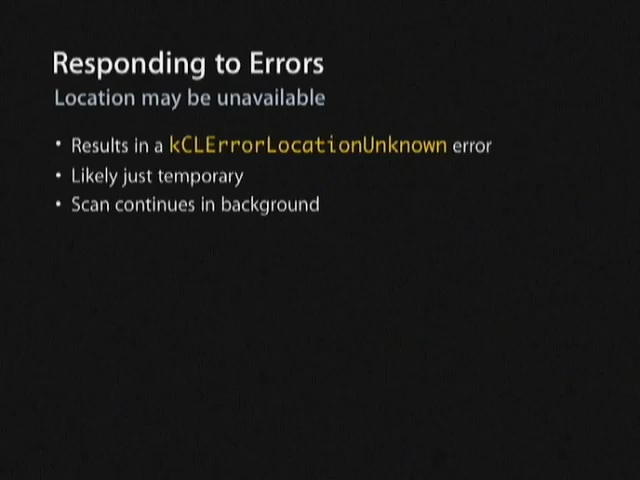 Responding to Errors
Location may be unavailable
• Results in a kCLErrorLocationUnknown error
• Likely just temporary
• Scan continues in background